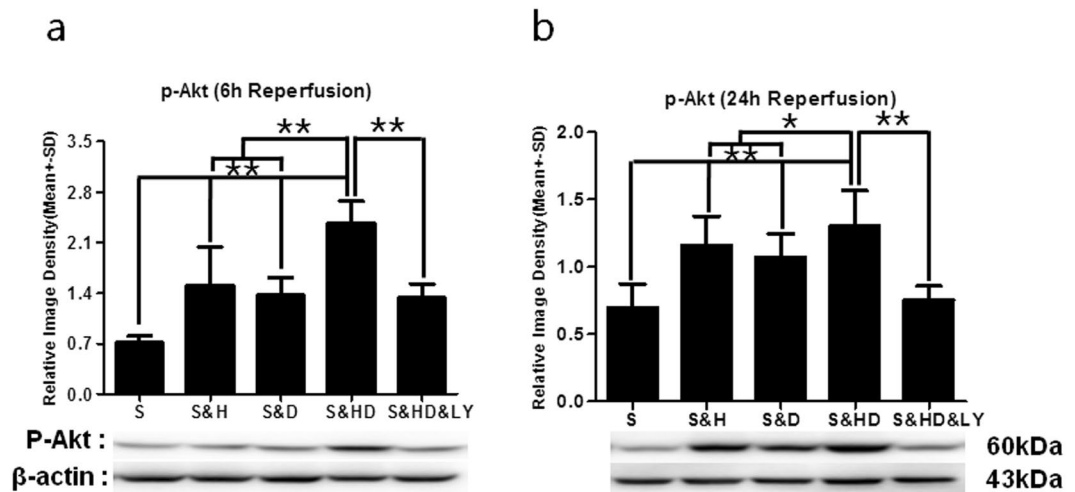 a
p-Akt (6h Reperfusion)
Relative Image Density(Mean+-SD)
3.5
2.8
2.1
1.4
0.7
0.0
**
**
**
S
S&H
S&D
S&HD
S&HD&LY
b
p-Akt (24h Reperfusion)
Relative Image Density(Mean+-SD)
2.0
1.5
1.0
0.5
0.0
*
**
**
S
S&H
S&D
S&HD
S&HD&LY
P-Akt :
60kDa
β-actin :
43kDa